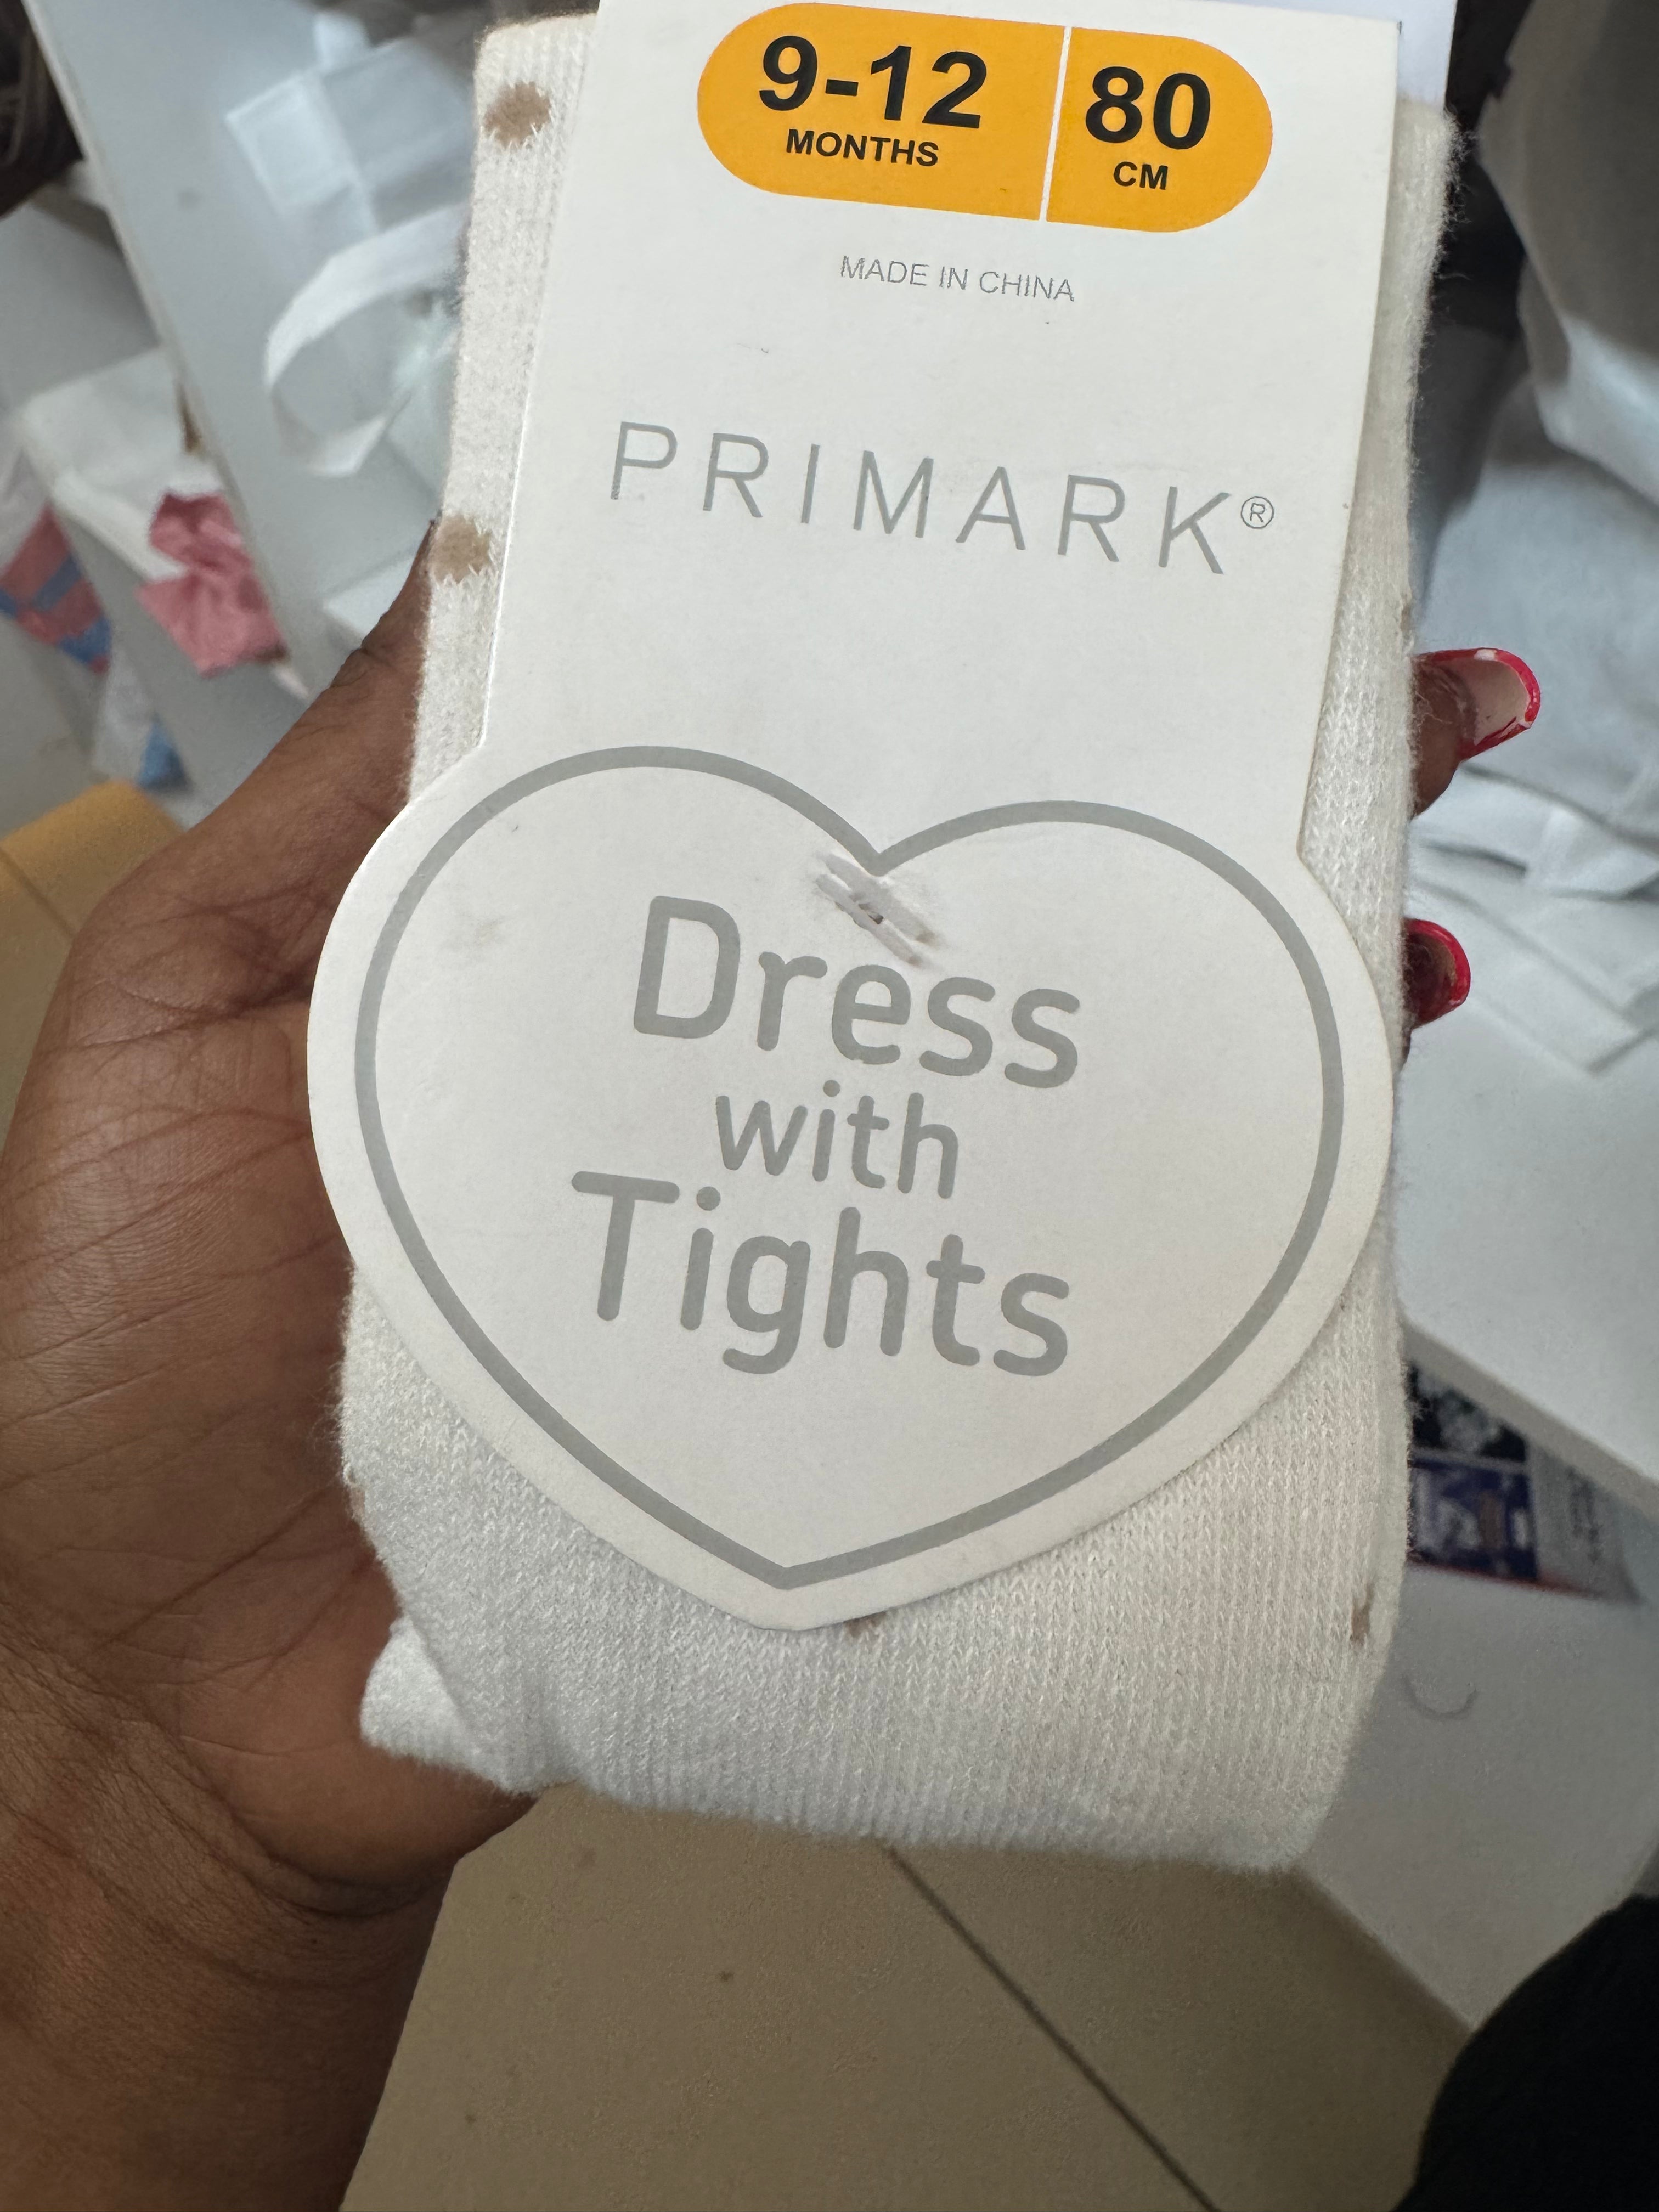 9-12 80
MONTHS CM
MADE IN CHINA
PRIMARK®
Dress
with
Tights